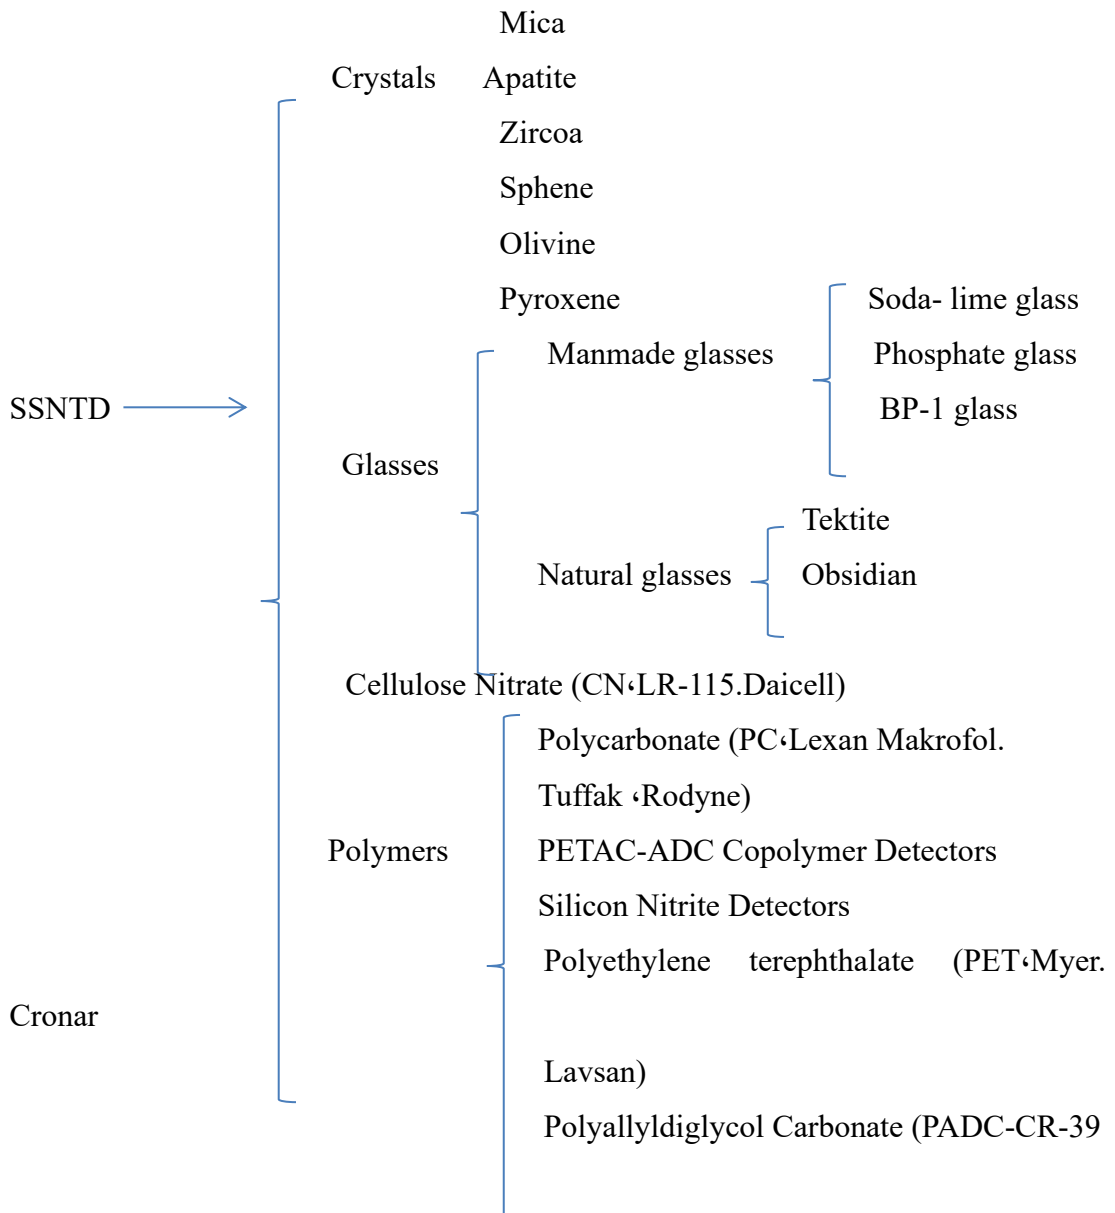 Mica
Crystals Apatite
Zircoa
Sphene
Olivine
Pyroxene Soda- lime glass
Manmade glasses Phosphate glass
SSNTD BP-1 glass
Glasses
Tektite
Natural glasses Obsidian
Cellulose Nitrate (CN،LR-115.Daicell)
Polycarbonate (PC،Lexan Makrofol.
Tuffak ،Rodyne)
Polymers PETAC-ADC Copolymer Detectors
Silicon Nitrite Detectors
Polyethylene terephthalate (PET،Myer.
Cronar
Lavsan)
Polyallyldiglycol Carbonate (PADC-CR-39